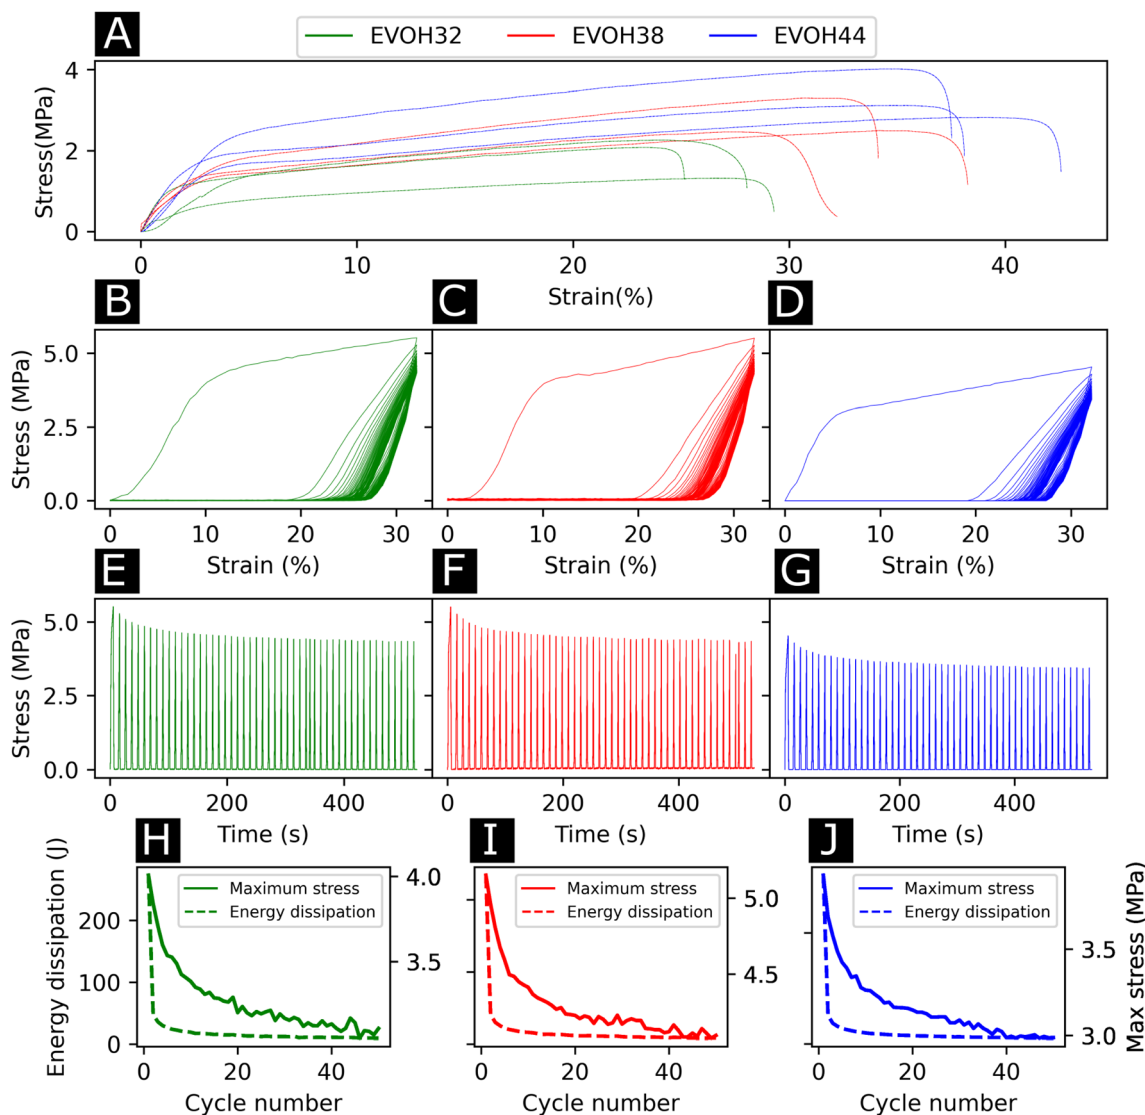 A
EVOH32 EVOH38 EVOH44
Stress(MPa)
4
2
0
0 10 20 30 40
Strain(%)
B C D
Stress (MPa)
5.0
2.5
0.0
0 10 20 30 0 10 20 30 0 10 20 30
Strain (%) Strain (%) Strain (%)
E F G
Stress (MPa)
5.0
2.5
0.0
0 200 400 0 200 400 0 200 400
Time (s) Time (s) Time (s)
H I J
Energy dissipation (J)
Maximum stress
Energy dissipation
200
100
0
4.0
3.5
Maximum stress
Energy dissipation
5.0
4.5
Maximum stress
Energy dissipation
3.5
3.0
Max stress (MPa)
0 20 40 0 20 40 0 20 40
Cycle number Cycle number Cycle number